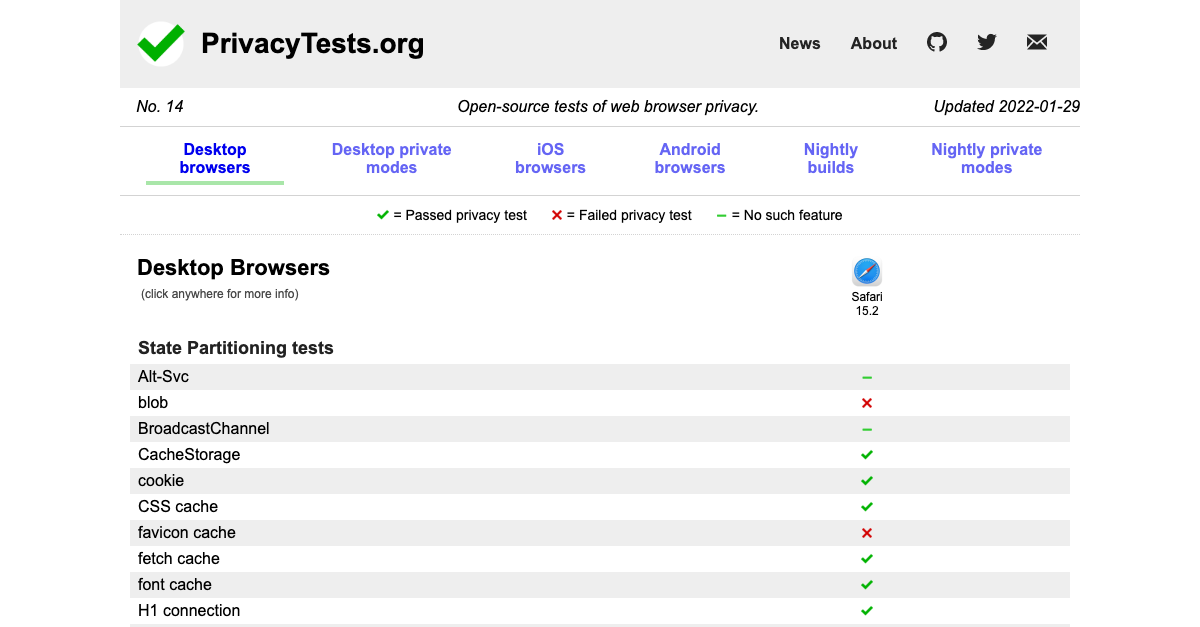 PrivacyTests.org
News About
No. 14 Open-source tests of web browser privacy. Updated 2022-01-29
Desktop browsers
Desktop private modes
iOS browsers
Android browsers
Nightly builds
Nightly private modes
= Passed privacy test = Failed privacy test = No such feature
Desktop Browsers
(click anywhere for more info)
Safari
15.2
State Partitioning tests
Alt-Svc
blob
BroadcastChannel
CacheStorage
cookie
CSS cache
favicon cache
fetch cache
font cache
H1 connection